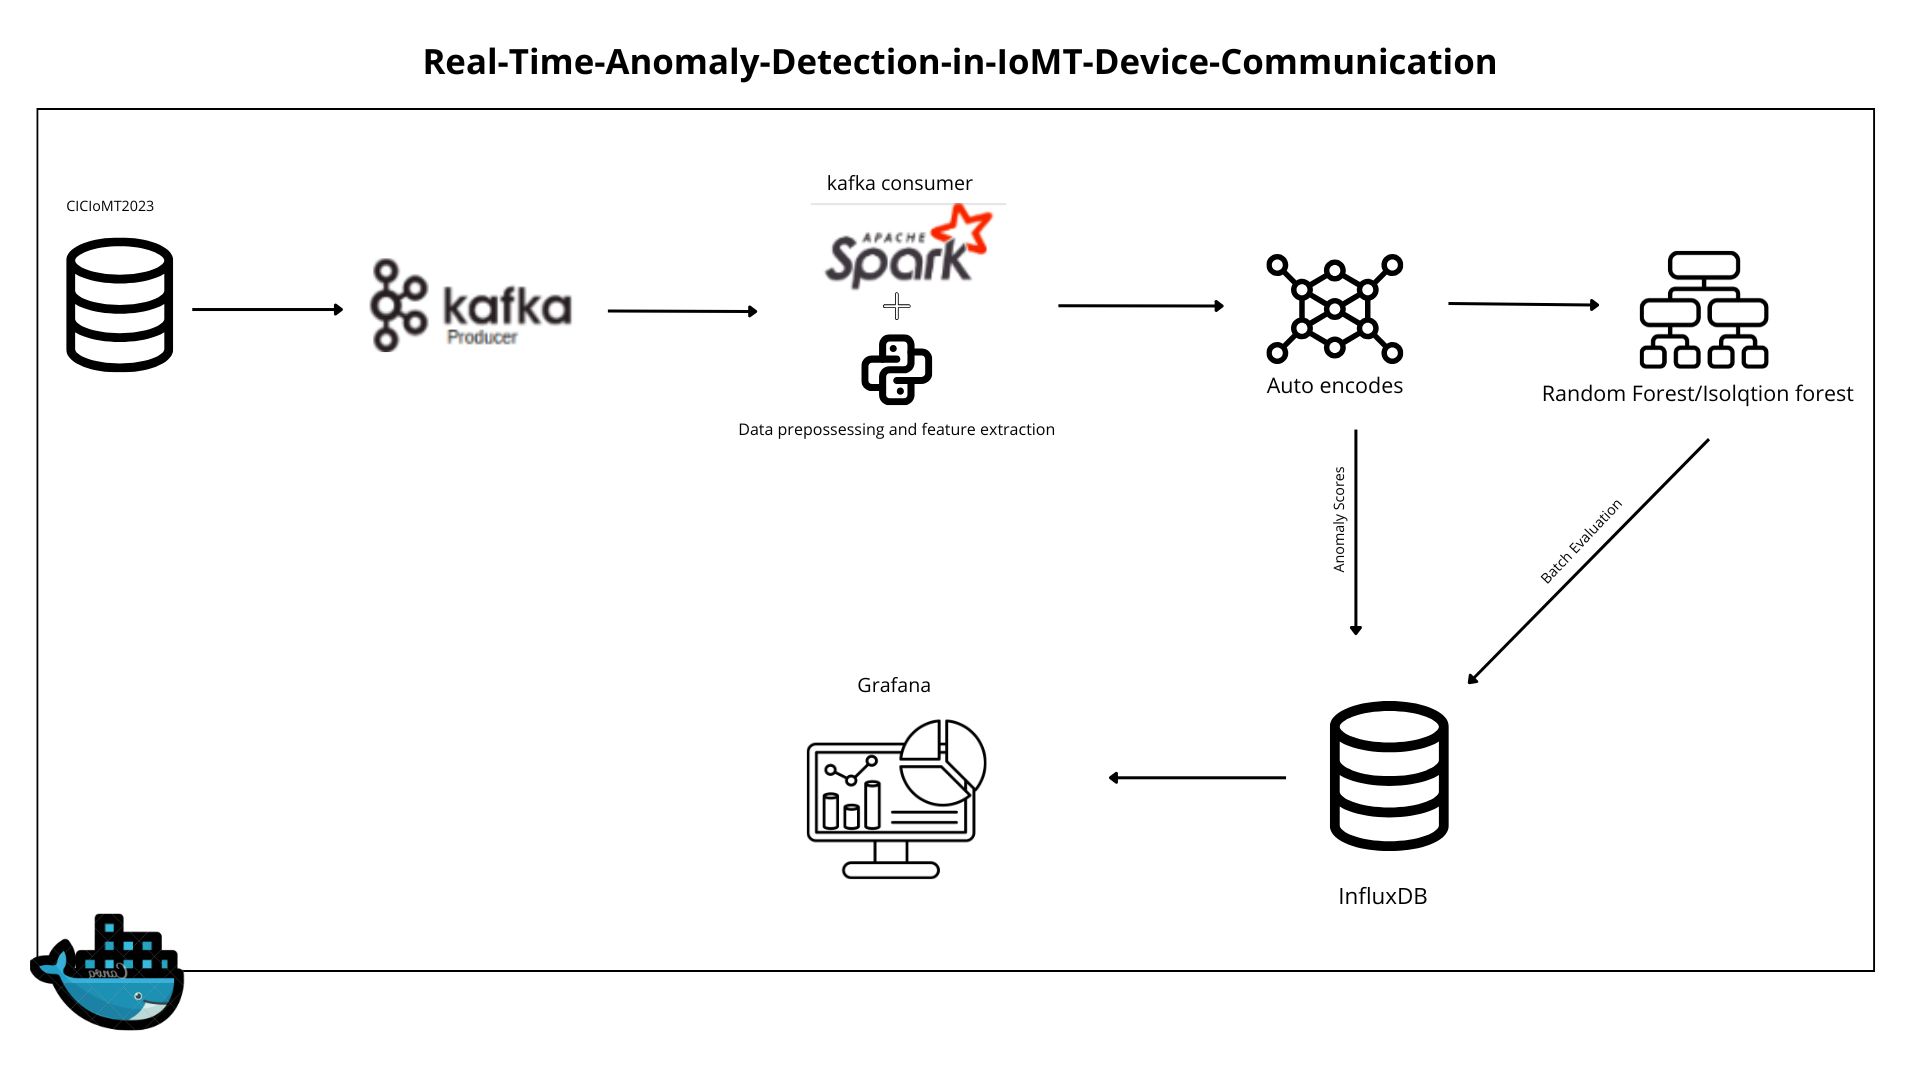 Real-Time-Anomaly-Detection-in-IoMT-Device-Communication
CICIoMT2023
kafka
Producer
kafka consumer
APACHE
Spark
Data prepossessing and feature extraction
Auto encodes
Random Forest/Isolqtion forest
Anomaly Scores
Batch Evaluation
Grafana
InfluxDB
Canva